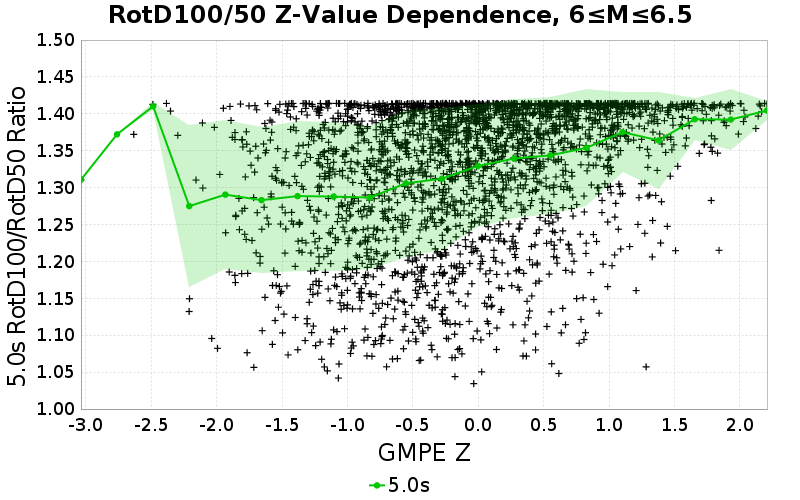 RotD100/50 Z-Value Dependence, 6≤M≤6.5
5.0s RotD100/RotD50 Ratio
1.50
1.45
1.40
1.35
1.30
1.25
1.20
1.15
1.10
1.05
1.00
-3.0 -2.5 -2.0 -1.5 -1.0 -0.5 0.0 0.5 1.0 1.5 2.0
GMPE Z
5.0s